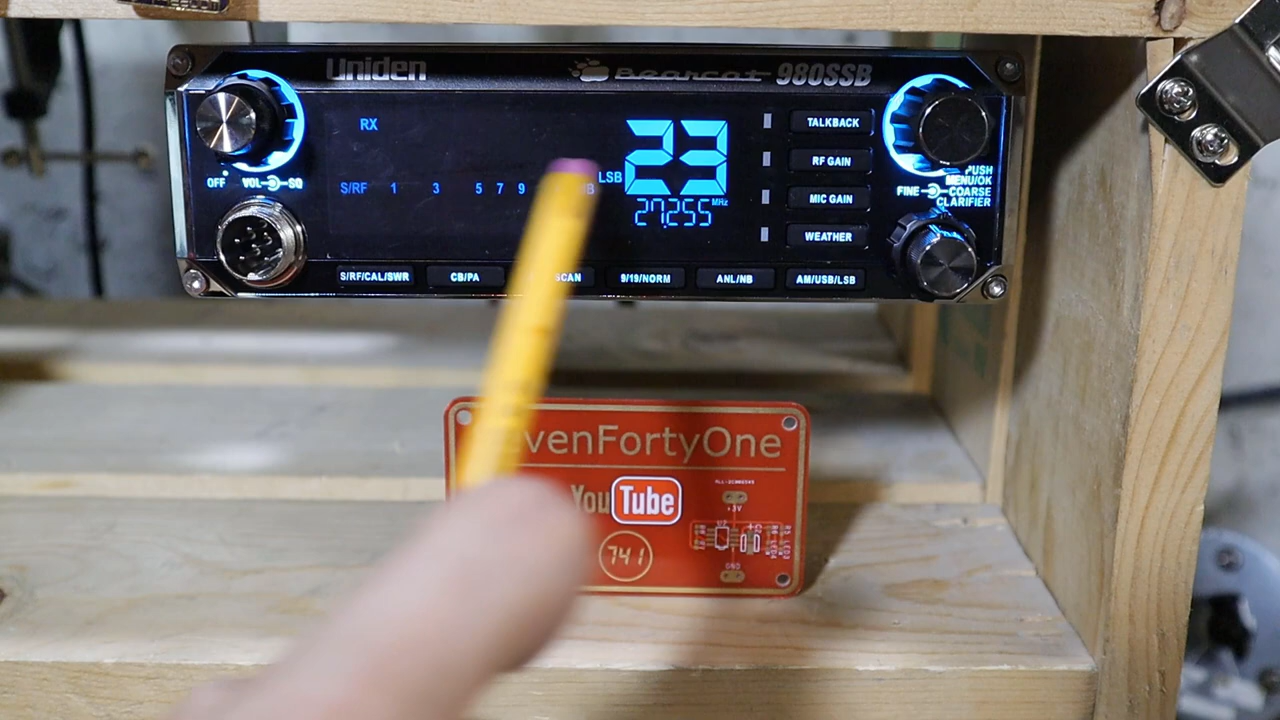 Uniden
Bearcat 980SSB
RX
TALKBACK
23
LSB
RF GAIN
S/RF 1 3 5 7 9
MHz
27.255
MIC GAIN
WEATHER
OFF VOL SQ
PUSH
MENU/OK
FINE COARSE
CLARIFIER
S/RF/CAL/SWR
CB/PA
SCAN
9/19/NORM
ANL/NB
AM/USB/LSB
evenFortyOne
YouTube
741
+3V
GND